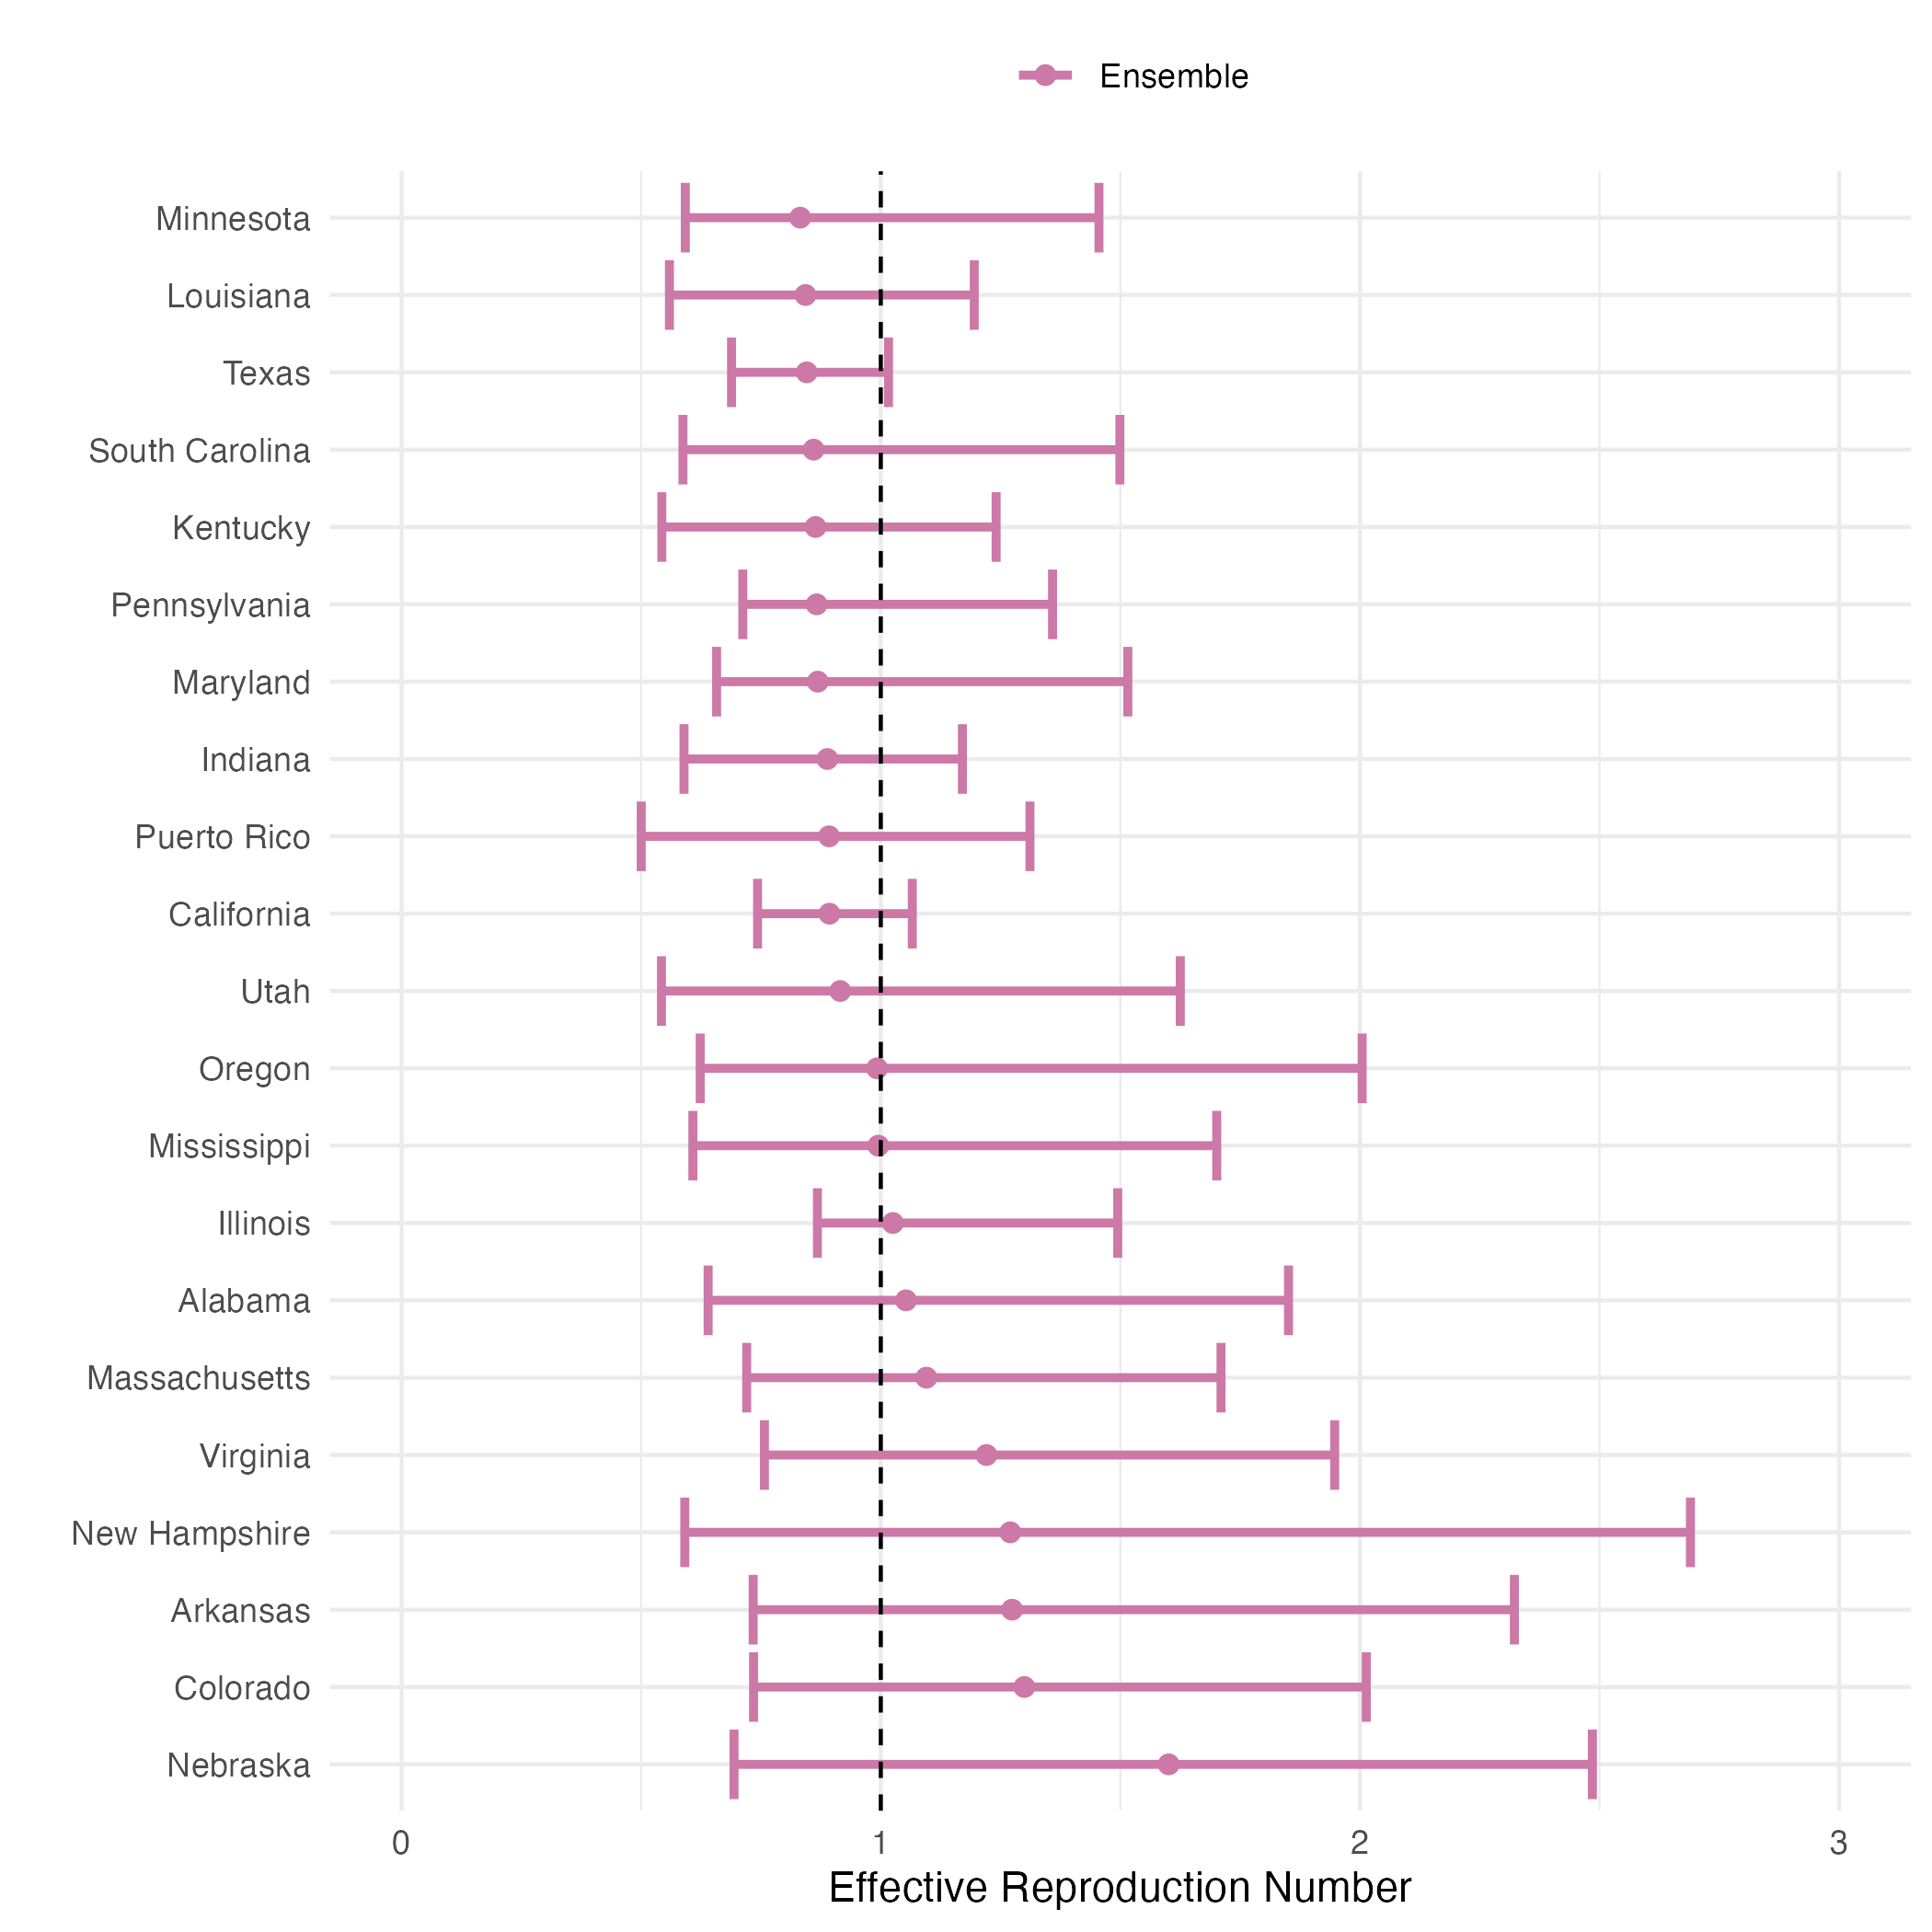 Ensemble
Minnesota
Louisiana
Texas
South Carolina
Kentucky
Pennsylvania
Maryland
Indiana
Puerto Rico
California
Utah
Oregon
Mississippi
Illinois
Alabama
Massachusetts
Virginia
New Hampshire
Arkansas
Colorado
Nebraska
0 1 2 3
Effective Reproduction Number